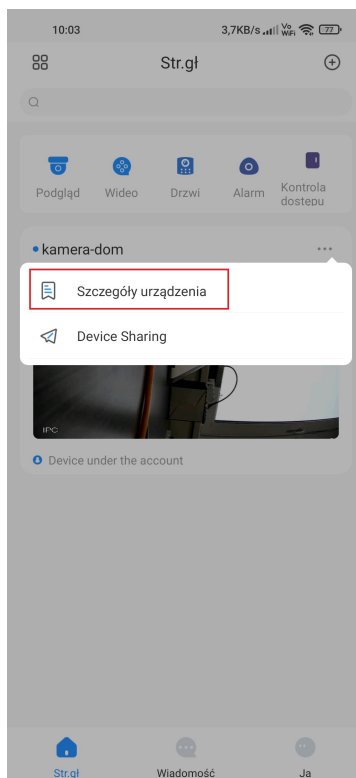 10:03 3,7KB/s Vo WiFi 77
Str.gł
Podgląd Wideo Drzwi Alarm Kontrola dostępu
kamera-dom
Szczegóły urządzenia
Device Sharing
IPC
Device under the account
Str.gł Wiadomość Ja